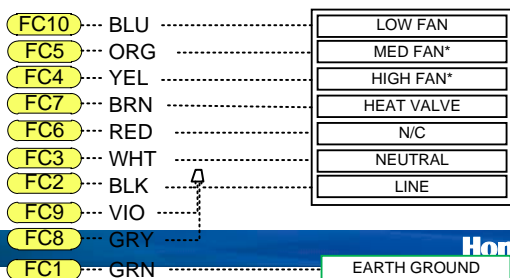 FC10 BLU LOW FAN
FC5 ORG MED FAN*
FC4 YEL HIGH FAN*
FC7 BRN HEAT VALVE
FC6 RED N/C
FC3 WHT NEUTRAL
FC2 BLK LINE
FC9 VIO
FC8 GRY Hon
FC1 GRN EARTH GROUND